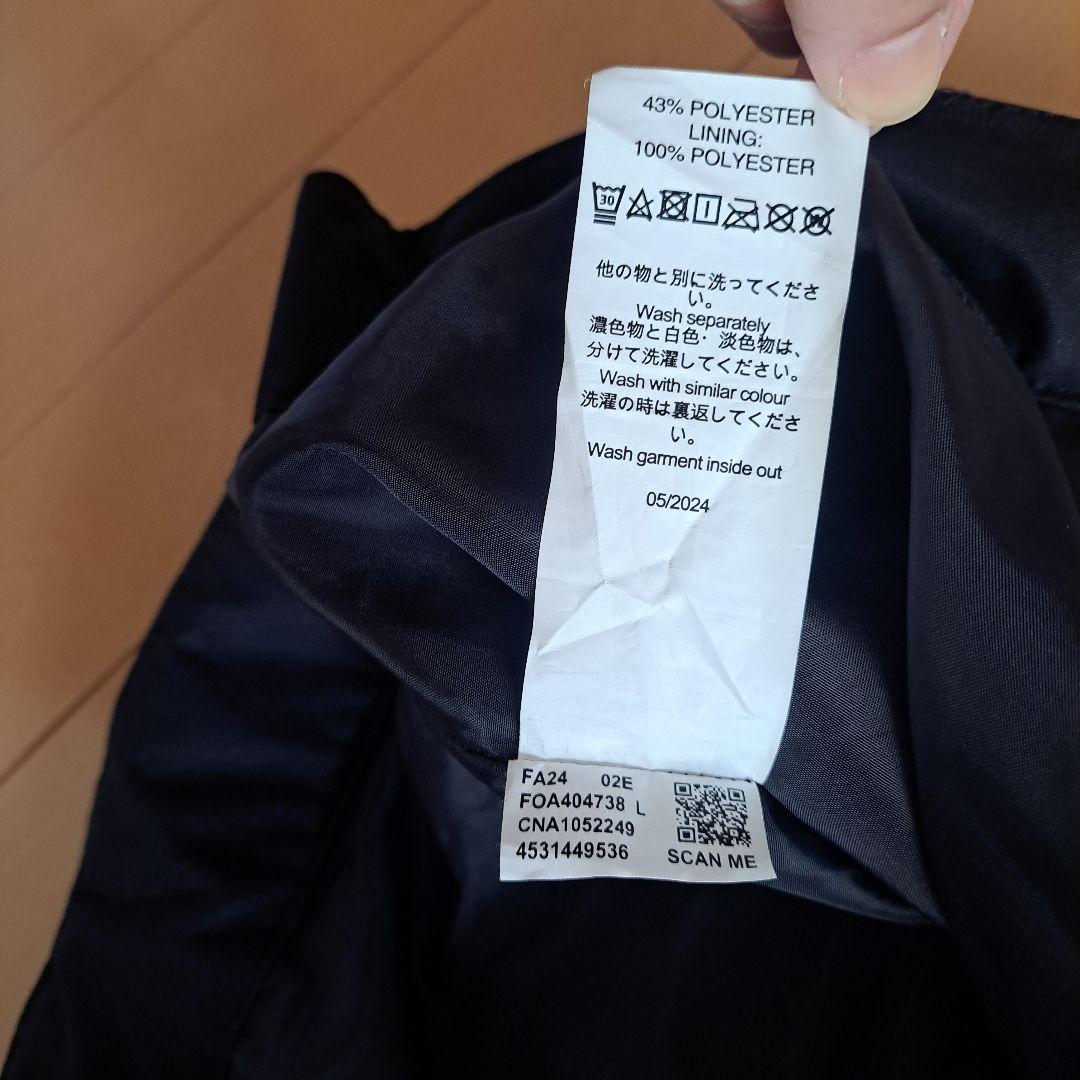 43% POLYESTER
LINING:
100% POLYESTER
30
他の物と別に洗ってくださ
い。
Wash separately
濃色物と白色・淡色物は、
分けて洗濯してください。
Wash with similar colour
洗濯の時は裏返してくださ
い。
Wash garment inside out
05/2024
FA24 02E
FOA404738 L
CNA1052249
4531449536
SCAN ME